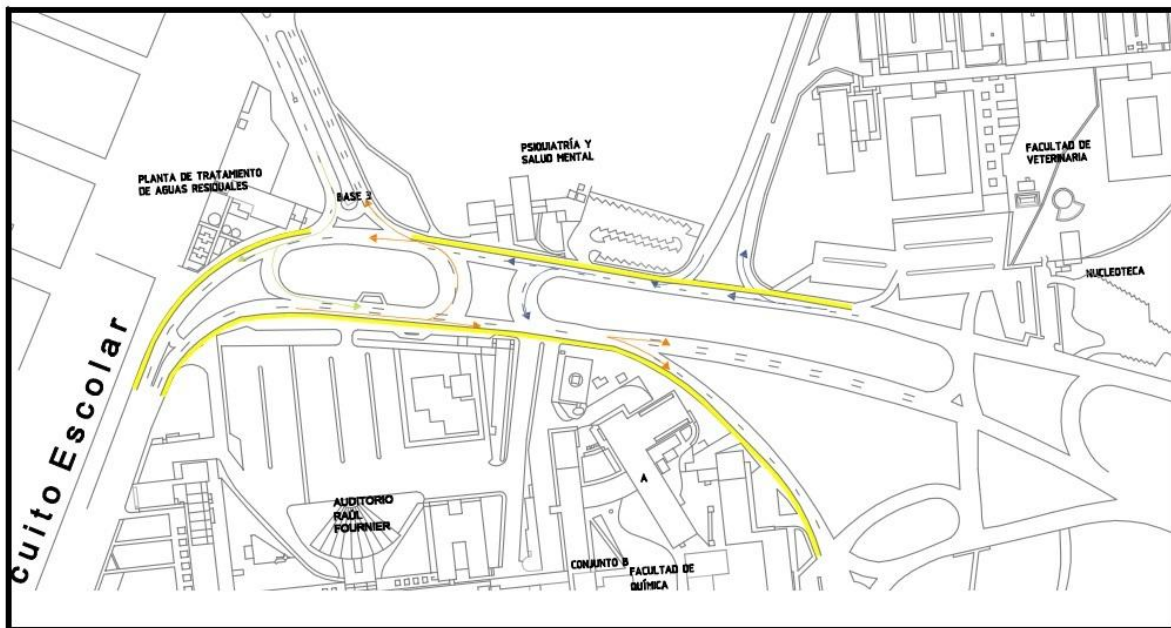 PLANTA DE TRATAMIENTO
DE AGUAS RESIDUALES
BASE 3
PSIQUIATRÍA Y
SALUD MENTAL
FACULTAD DE
VETERINARIA
NUCLEOTECA
cuito Escolar
AUDITORIO
RAÚL
FOURNIER
A
CONJUNTO B
FACULTAD DE
QUÍMICA